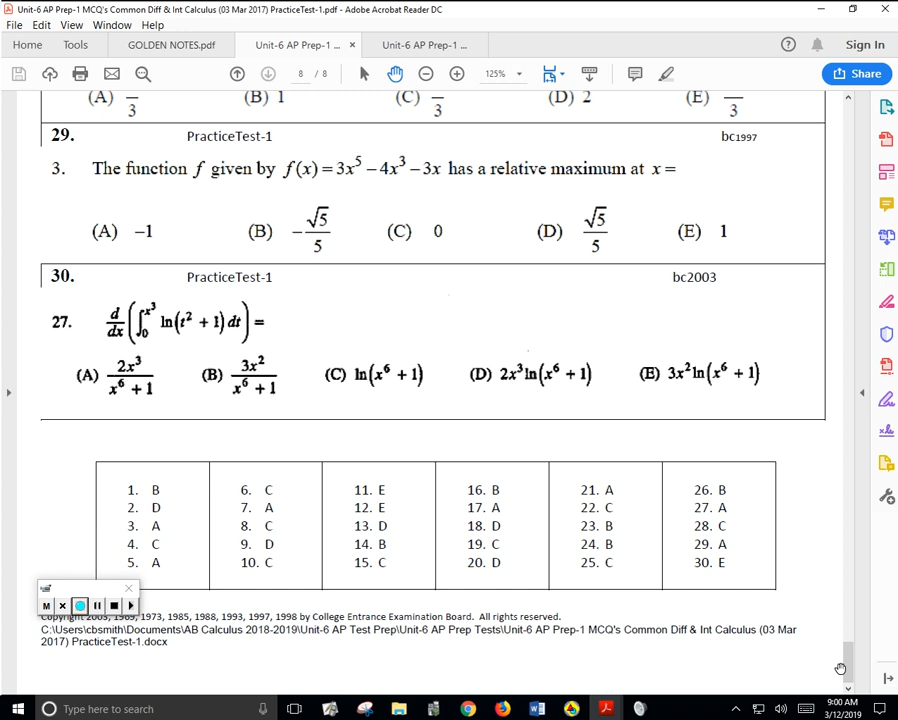 Unit-6 AP Prep-1 MCQ's Common Diff & Int Calculus (03 Mar 2017) PracticeTest-1.pdf - Adobe Acrobat Reader DC
File Edit View Window Help
Home Tools GOLDEN NOTES.pdf Unit-6 AP Prep-1 ... × Unit-6 AP Prep-1 ... Sign In
8 / 8 125% Share
(A) 3 (B) 1 (C) 3 (D) 2 (E) 3
29. PracticeTest-1 bc1997
3. The function f given by f(x) = 3x⁵ − 4x³ − 3x has a relative maximum at x =
(A) −1 (B) −√5/5 (C) 0 (D) √5/5 (E) 1
30. PracticeTest-1 bc2003
27. d/dx(∫₀^x³ ln(t² + 1) dt) =
(A) 2x³/(x⁶ + 1) (B) 3x²/(x⁶ + 1) (C) ln(x⁶ + 1) (D) 2x³ln(x⁶ + 1) (E) 3x²ln(x⁶ + 1)
1. B 6. C 11. E 16. B 21. A 26. B
2. D 7. A 12. E 17. A 22. C 27. A
3. A 8. C 13. D 18. D 23. B 28. C
4. C 9. D 14. B 19. C 24. B 29. A
5. A 10. C 15. C 20. D 25. C 30. E
M
Copyright 2003, 1969, 1973, 1985, 1988, 1993, 1997, 1998 by College Entrance Examination Board. All rights reserved.
C:\Users\cbsmith\Documents\AB Calculus 2018-2019\Unit-6 AP Test Prep\Unit-6 AP Prep Tests\Unit-6 AP Prep-1 MCQ's Common Diff & Int Calculus (03 Mar
2017) PracticeTest-1.docx
Type here to search
9:00 AM
3/12/2019